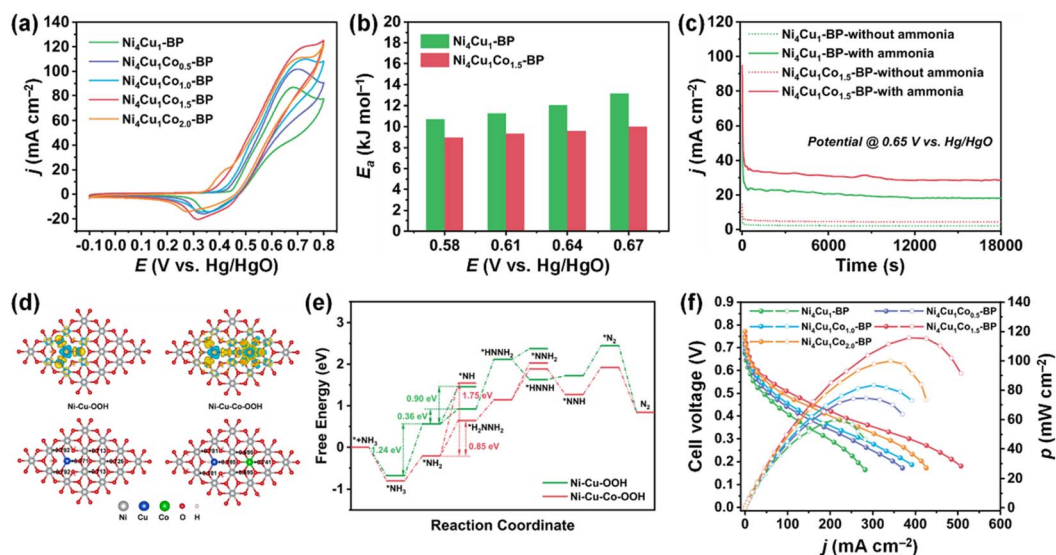 (a)
j (mA cm⁻²)
140
120
100
80
60
40
20
0
-20
Ni₄Cu₁-BP
Ni₄Cu₁Co₀.₅-BP
Ni₄Cu₁Co₁.₀-BP
Ni₄Cu₁Co₁.₅-BP
Ni₄Cu₁Co₂.₀-BP
-0.1 0.0 0.1 0.2 0.3 0.4 0.5 0.6 0.7 0.8
E (V vs. Hg/HgO)
(b)
Eₐ (kJ mol⁻¹)
20
18
16
14
12
10
8
6
4
2
0
Ni₄Cu₁-BP
Ni₄Cu₁Co₁.₅-BP
0.58 0.61 0.64 0.67
E (V vs. Hg/HgO)
(c)
j (mA cm⁻²)
120
100
80
60
40
20
0
Ni₄Cu₁-BP-without ammonia
Ni₄Cu₁-BP-with ammonia
Ni₄Cu₁Co₁.₅-BP-without ammonia
Ni₄Cu₁Co₁.₅-BP-with ammonia
Potential @ 0.65 V vs. Hg/HgO
0 6000 12000 18000
Time (s)
(d)
Ni-Cu-OOH
Ni-Cu-Co-OOH
Ni Cu Co O H
(e)
Free Energy (eV)
3
2
1
0
-1
*+NH₃
*NH₃
*NH₂
*NH
*H₂NNH₂
*HNNH₂
*NNH₂
*HNNH
*NNH
*N₂
N₂
1.24 eV
0.36 eV
0.90 eV
1.75 eV
0.85 eV
Ni-Cu-OOH
Ni-Cu-Co-OOH
Reaction Coordinate
(f)
Cell voltage (V)
0.9
0.8
0.7
0.6
0.5
0.4
0.3
0.2
0.1
0.0
Ni₄Cu₁-BP
Ni₄Cu₁Co₀.₅-BP
Ni₄Cu₁Co₁.₀-BP
Ni₄Cu₁Co₁.₅-BP
Ni₄Cu₁Co₂.₀-BP
140
120
100
80
60
40
20
0
p (mW cm⁻²)
0 100 200 300 400 500 600
j (mA cm⁻²)